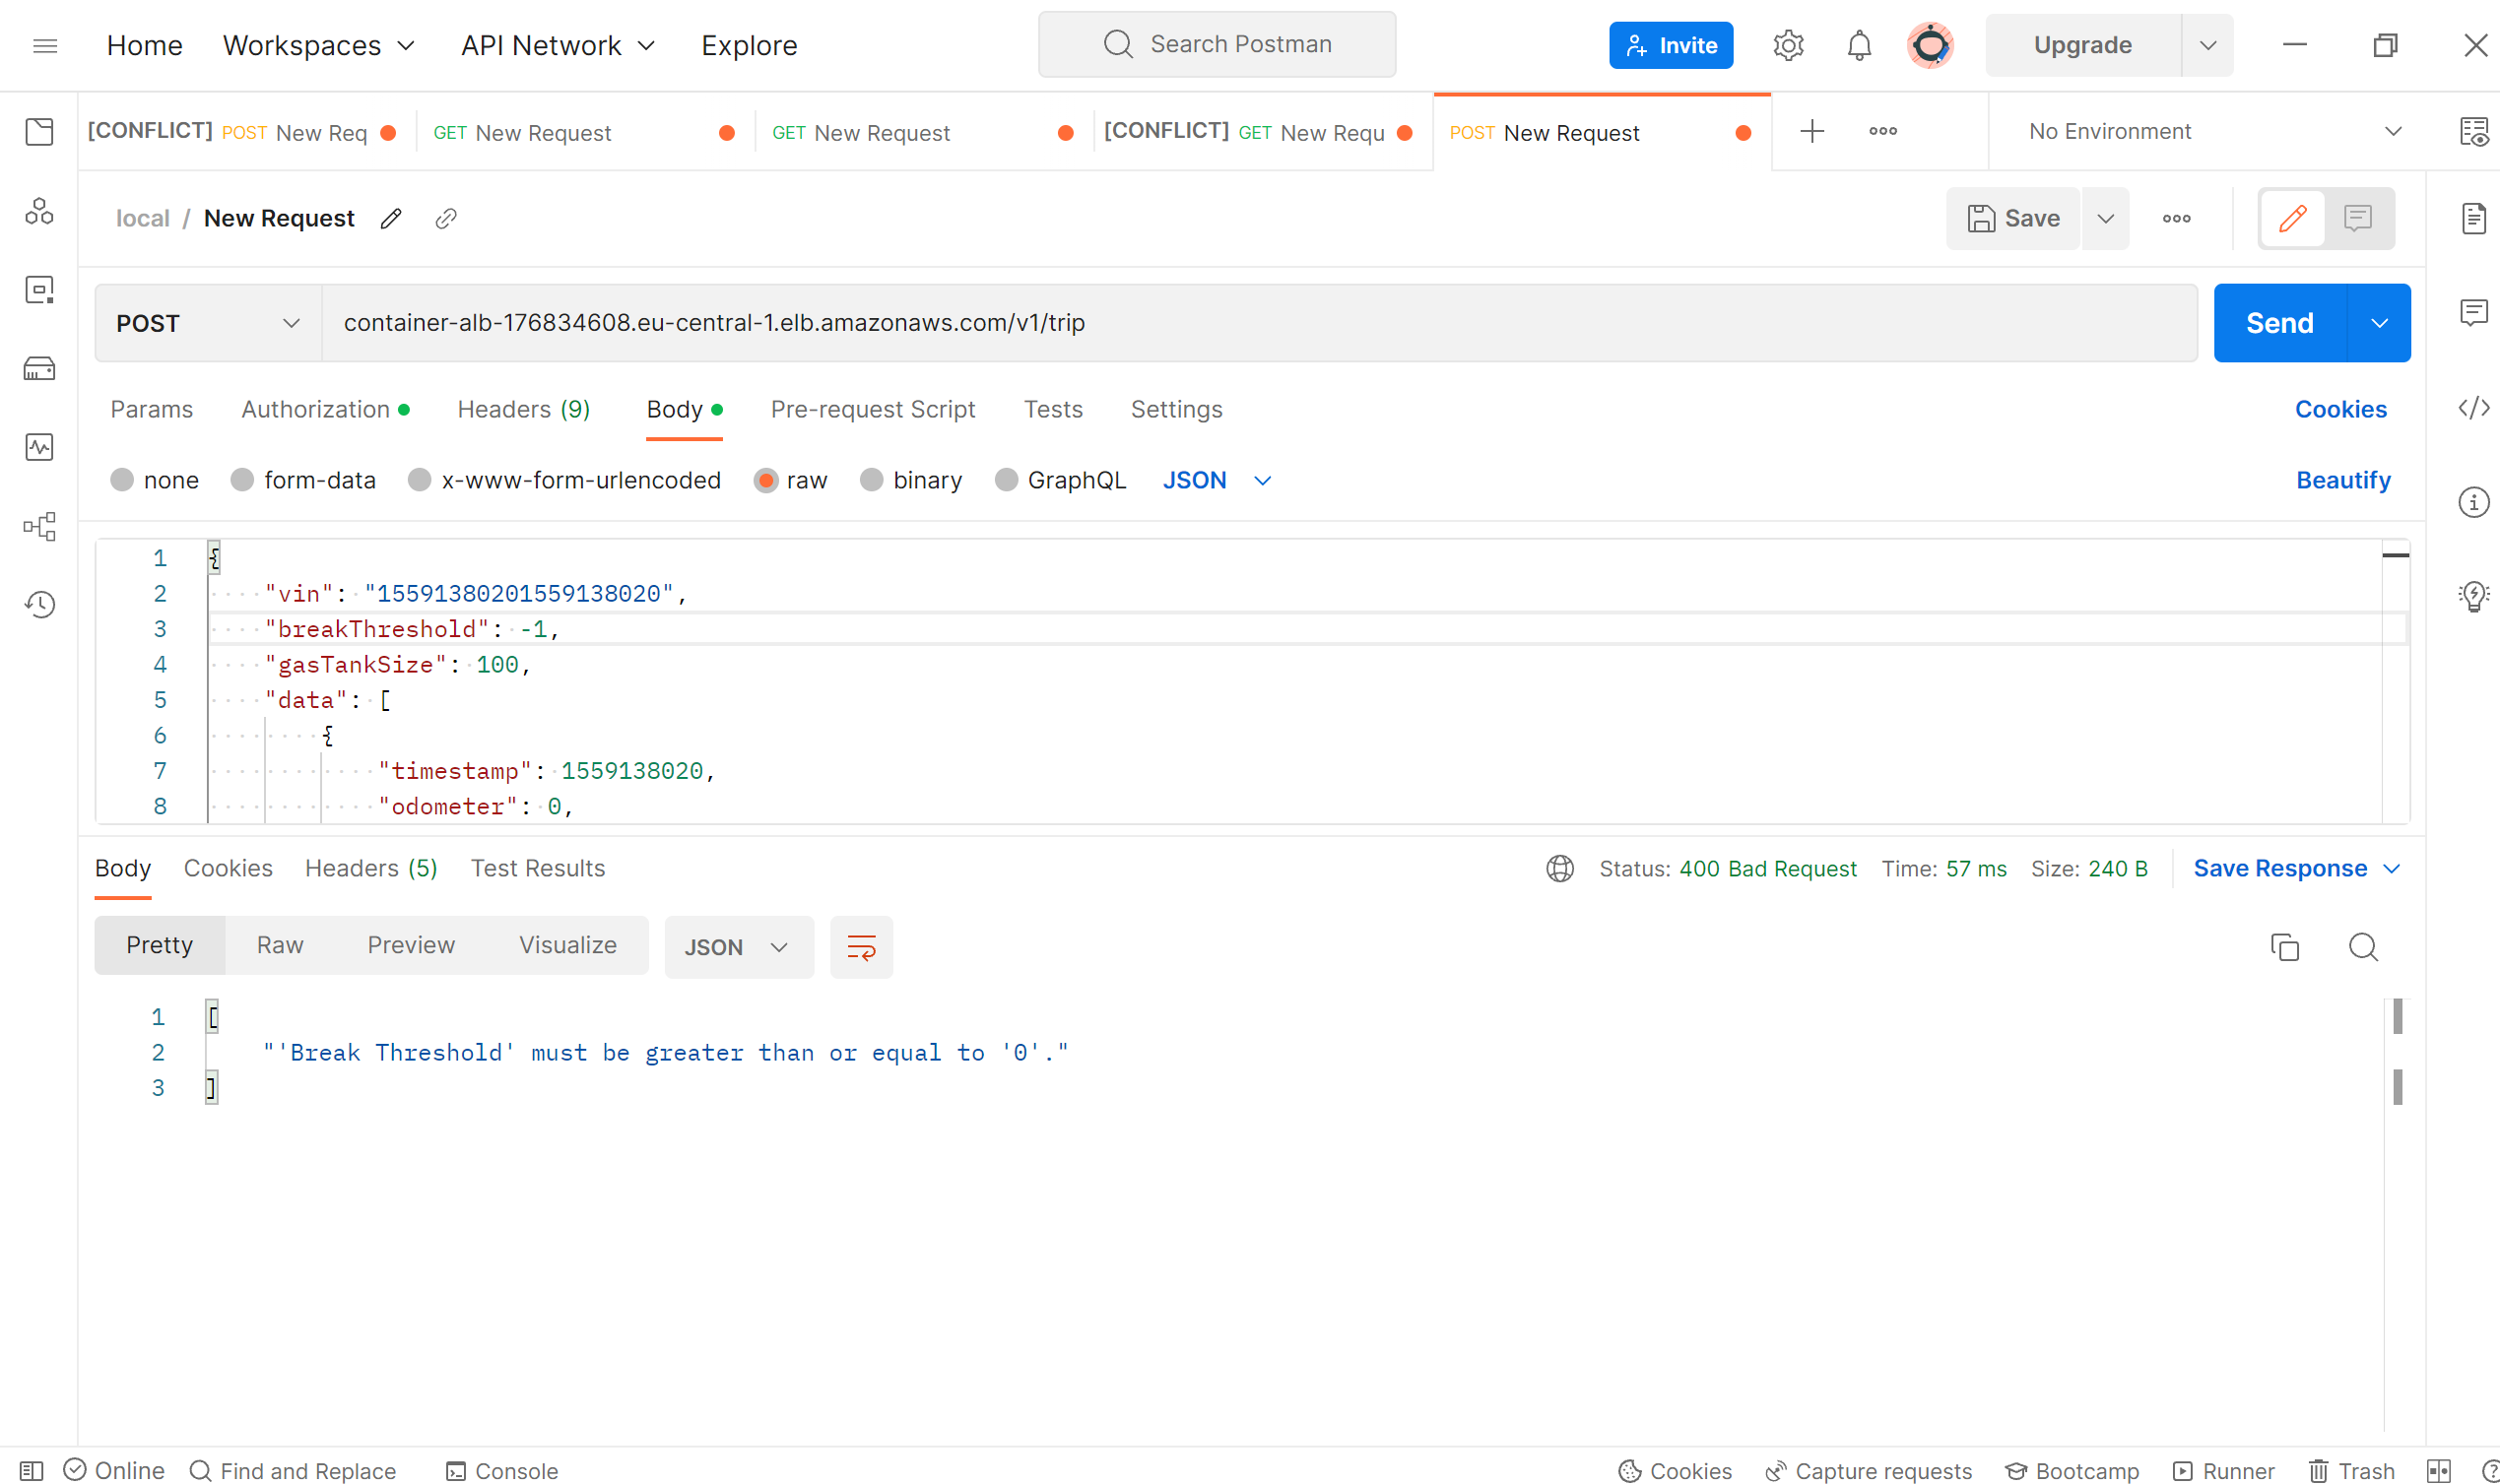 Home Workspaces API Network Explore Search Postman Invite Upgrade
[CONFLICT] POST New Req GET New Request GET New Request [CONFLICT] GET New Requ POST New Request No Environment
local / New Request Save
POST container-alb-176834608.eu-central-1.elb.amazonaws.com/v1/trip Send
Params Authorization Headers (9) Body Pre-request Script Tests Settings Cookies
none form-data x-www-form-urlencoded raw binary GraphQL JSON Beautify
1 {
2 "vin": "15591380201559138020",
3 "breakThreshold": -1,
4 "gasTankSize": 100,
5 "data": [
6 {
7 "timestamp": 1559138020,
8 "odometer": 0,
Body Cookies Headers (5) Test Results Status: 400 Bad Request Time: 57 ms Size: 240 B Save Response
Pretty Raw Preview Visualize JSON
1 [
2 "'Break Threshold' must be greater than or equal to '0'."
3 ]
Online Find and Replace Console Cookies Capture requests Bootcamp Runner Trash